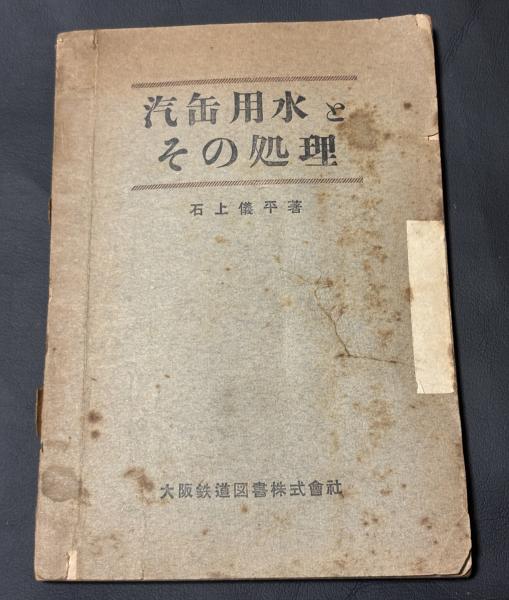 汽缶用水と
その処理
石上儀平著
大阪鉄道図書株式會社